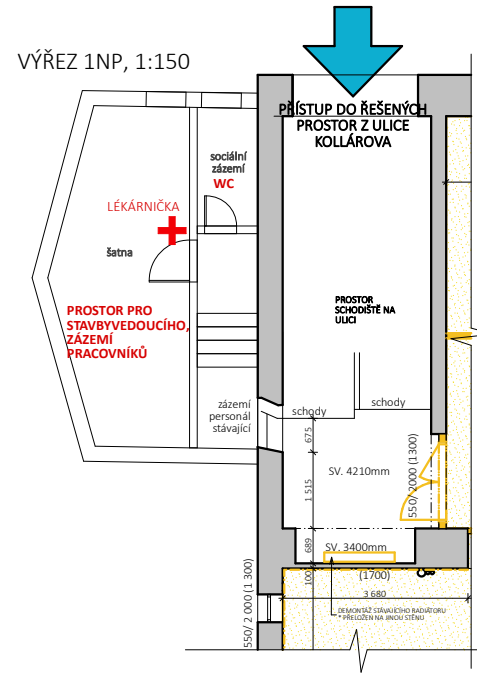 VÝŘEZ 1NP, 1:150
PŘÍSTUP DO ŘEŠENÝCH
PROSTOR Z ULICE
KOLLÁROVA
sociální
zázemí
WC
LÉKÁRNIČKA
šatna
PROSTOR PRO
STAVBYVEDOUCÍHO,
ZÁZEMÍ
PRACOVNÍKŮ
PROSTOR
SCHODIŠTĚ NA
ULICI
zázemí
personál
stávající
schody
schody
675
SV. 4210mm
550/ 2000 (1300)
1 515
689
SV. 3400mm
100
(1700)
3 680
550/ 2 000 (1 300)
DEMONTÁŽ STÁVAJÍCÍHO RADIÁTORU
* PŘELOŽEN NA JINOU STĚNU